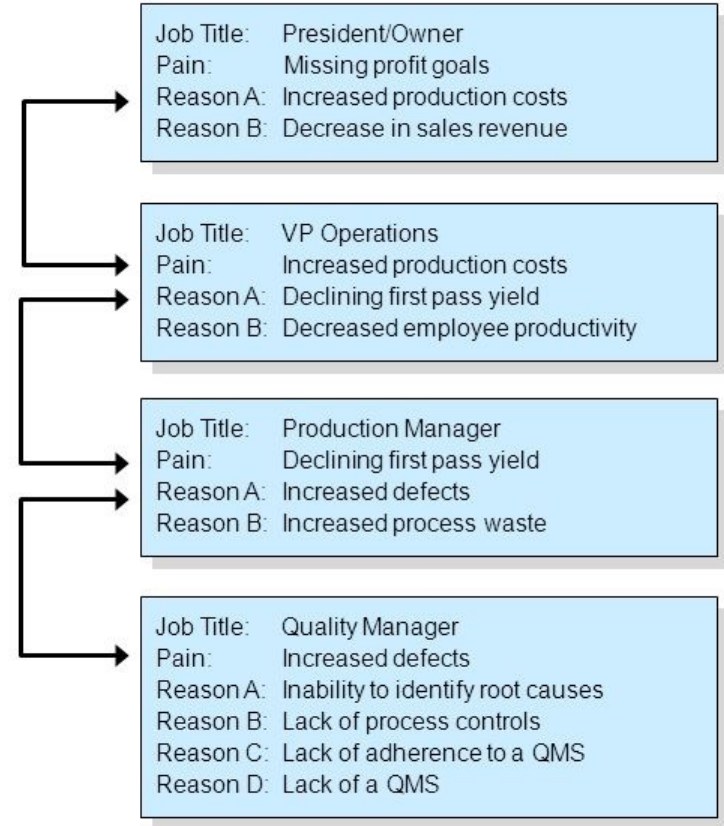 Job Title: President/Owner
Pain: Missing profit goals
Reason A: Increased production costs
Reason B: Decrease in sales revenue
Job Title: VP Operations
Pain: Increased production costs
Reason A: Declining first pass yield
Reason B: Decreased employee productivity
Job Title: Production Manager
Pain: Declining first pass yield
Reason A: Increased defects
Reason B: Increased process waste
Job Title: Quality Manager
Pain: Increased defects
Reason A: Inability to identify root causes
Reason B: Lack of process controls
Reason C: Lack of adherence to a QMS
Reason D: Lack of a QMS